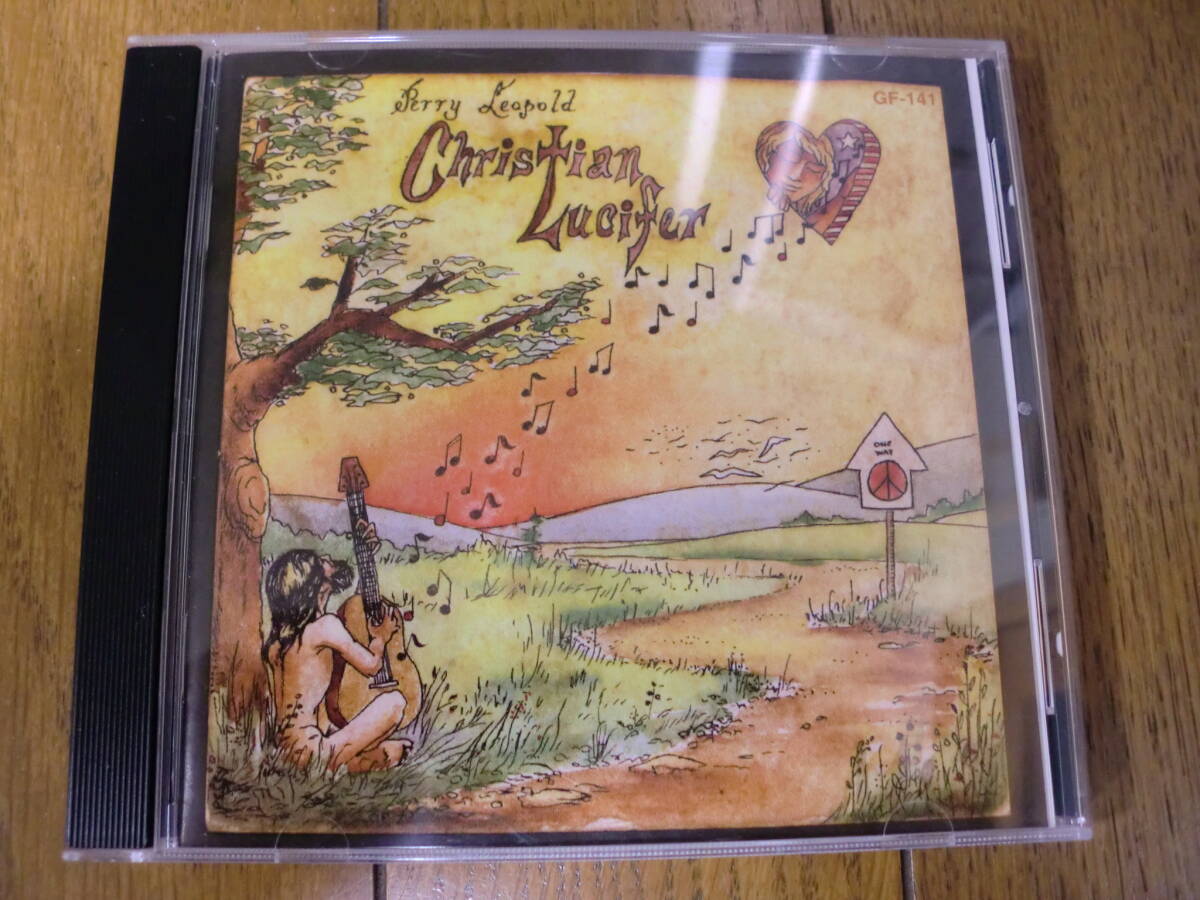 Perry Leopold
GF-141
Christian
Lucifer
ONE
WAY